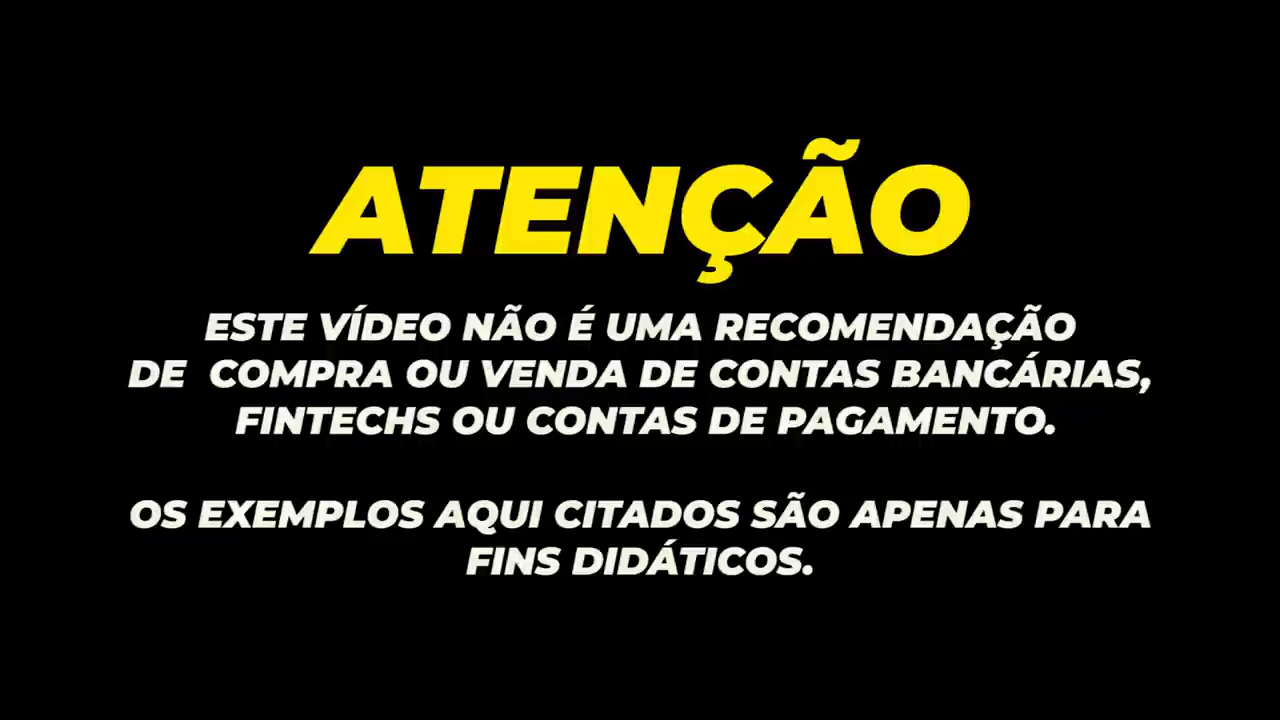 ATENÇÃO
ESTE VÍDEO NÃO É UMA RECOMENDAÇÃO
DE COMPRA OU VENDA DE CONTAS BANCÁRIAS,
FINTECHS OU CONTAS DE PAGAMENTO.
OS EXEMPLOS AQUI CITADOS SÃO APENAS PARA
FINS DIDÁTICOS.